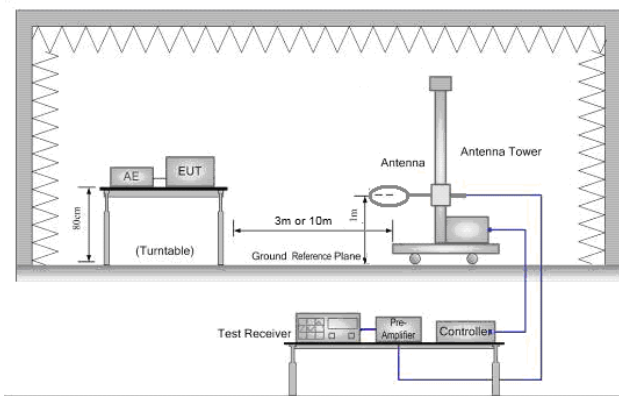 Antenna
Antenna Tower
AE
EUT
80cm
(Turntable)
3m or 10m
1m
Ground Reference Plane
Test Receiver
Pre-
Amplifier
Controller